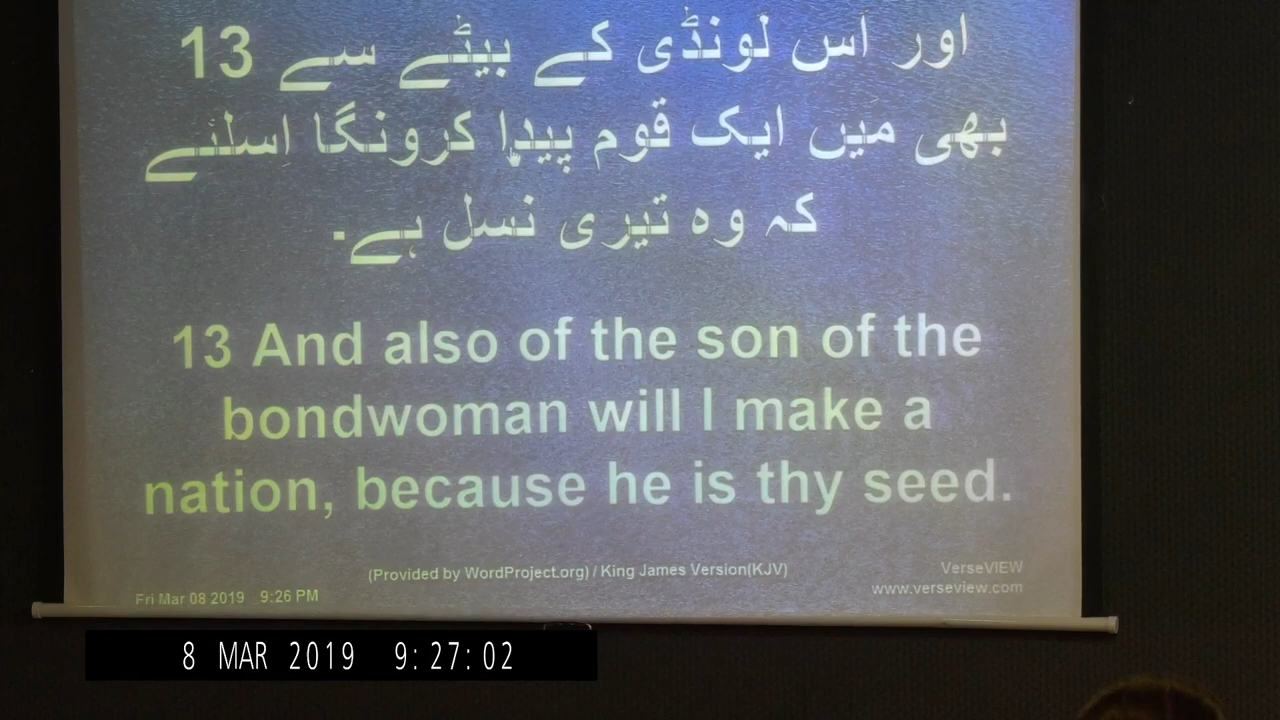 13 اور اُس لونڈی کے بیٹے سے
بھی میں ایک قوم پیدا کرونگا اِسلئے
کہ وہ تیری نسل ہے۔
13 And also of the son of the
bondwoman will I make a
nation, because he is thy seed.
(Provided by WordProject.org) / King James Version(KJV)
VerseVIEW
www.verseview.com
Fri Mar 08 2019 9:26 PM
8 MAR 2019 9:27:02